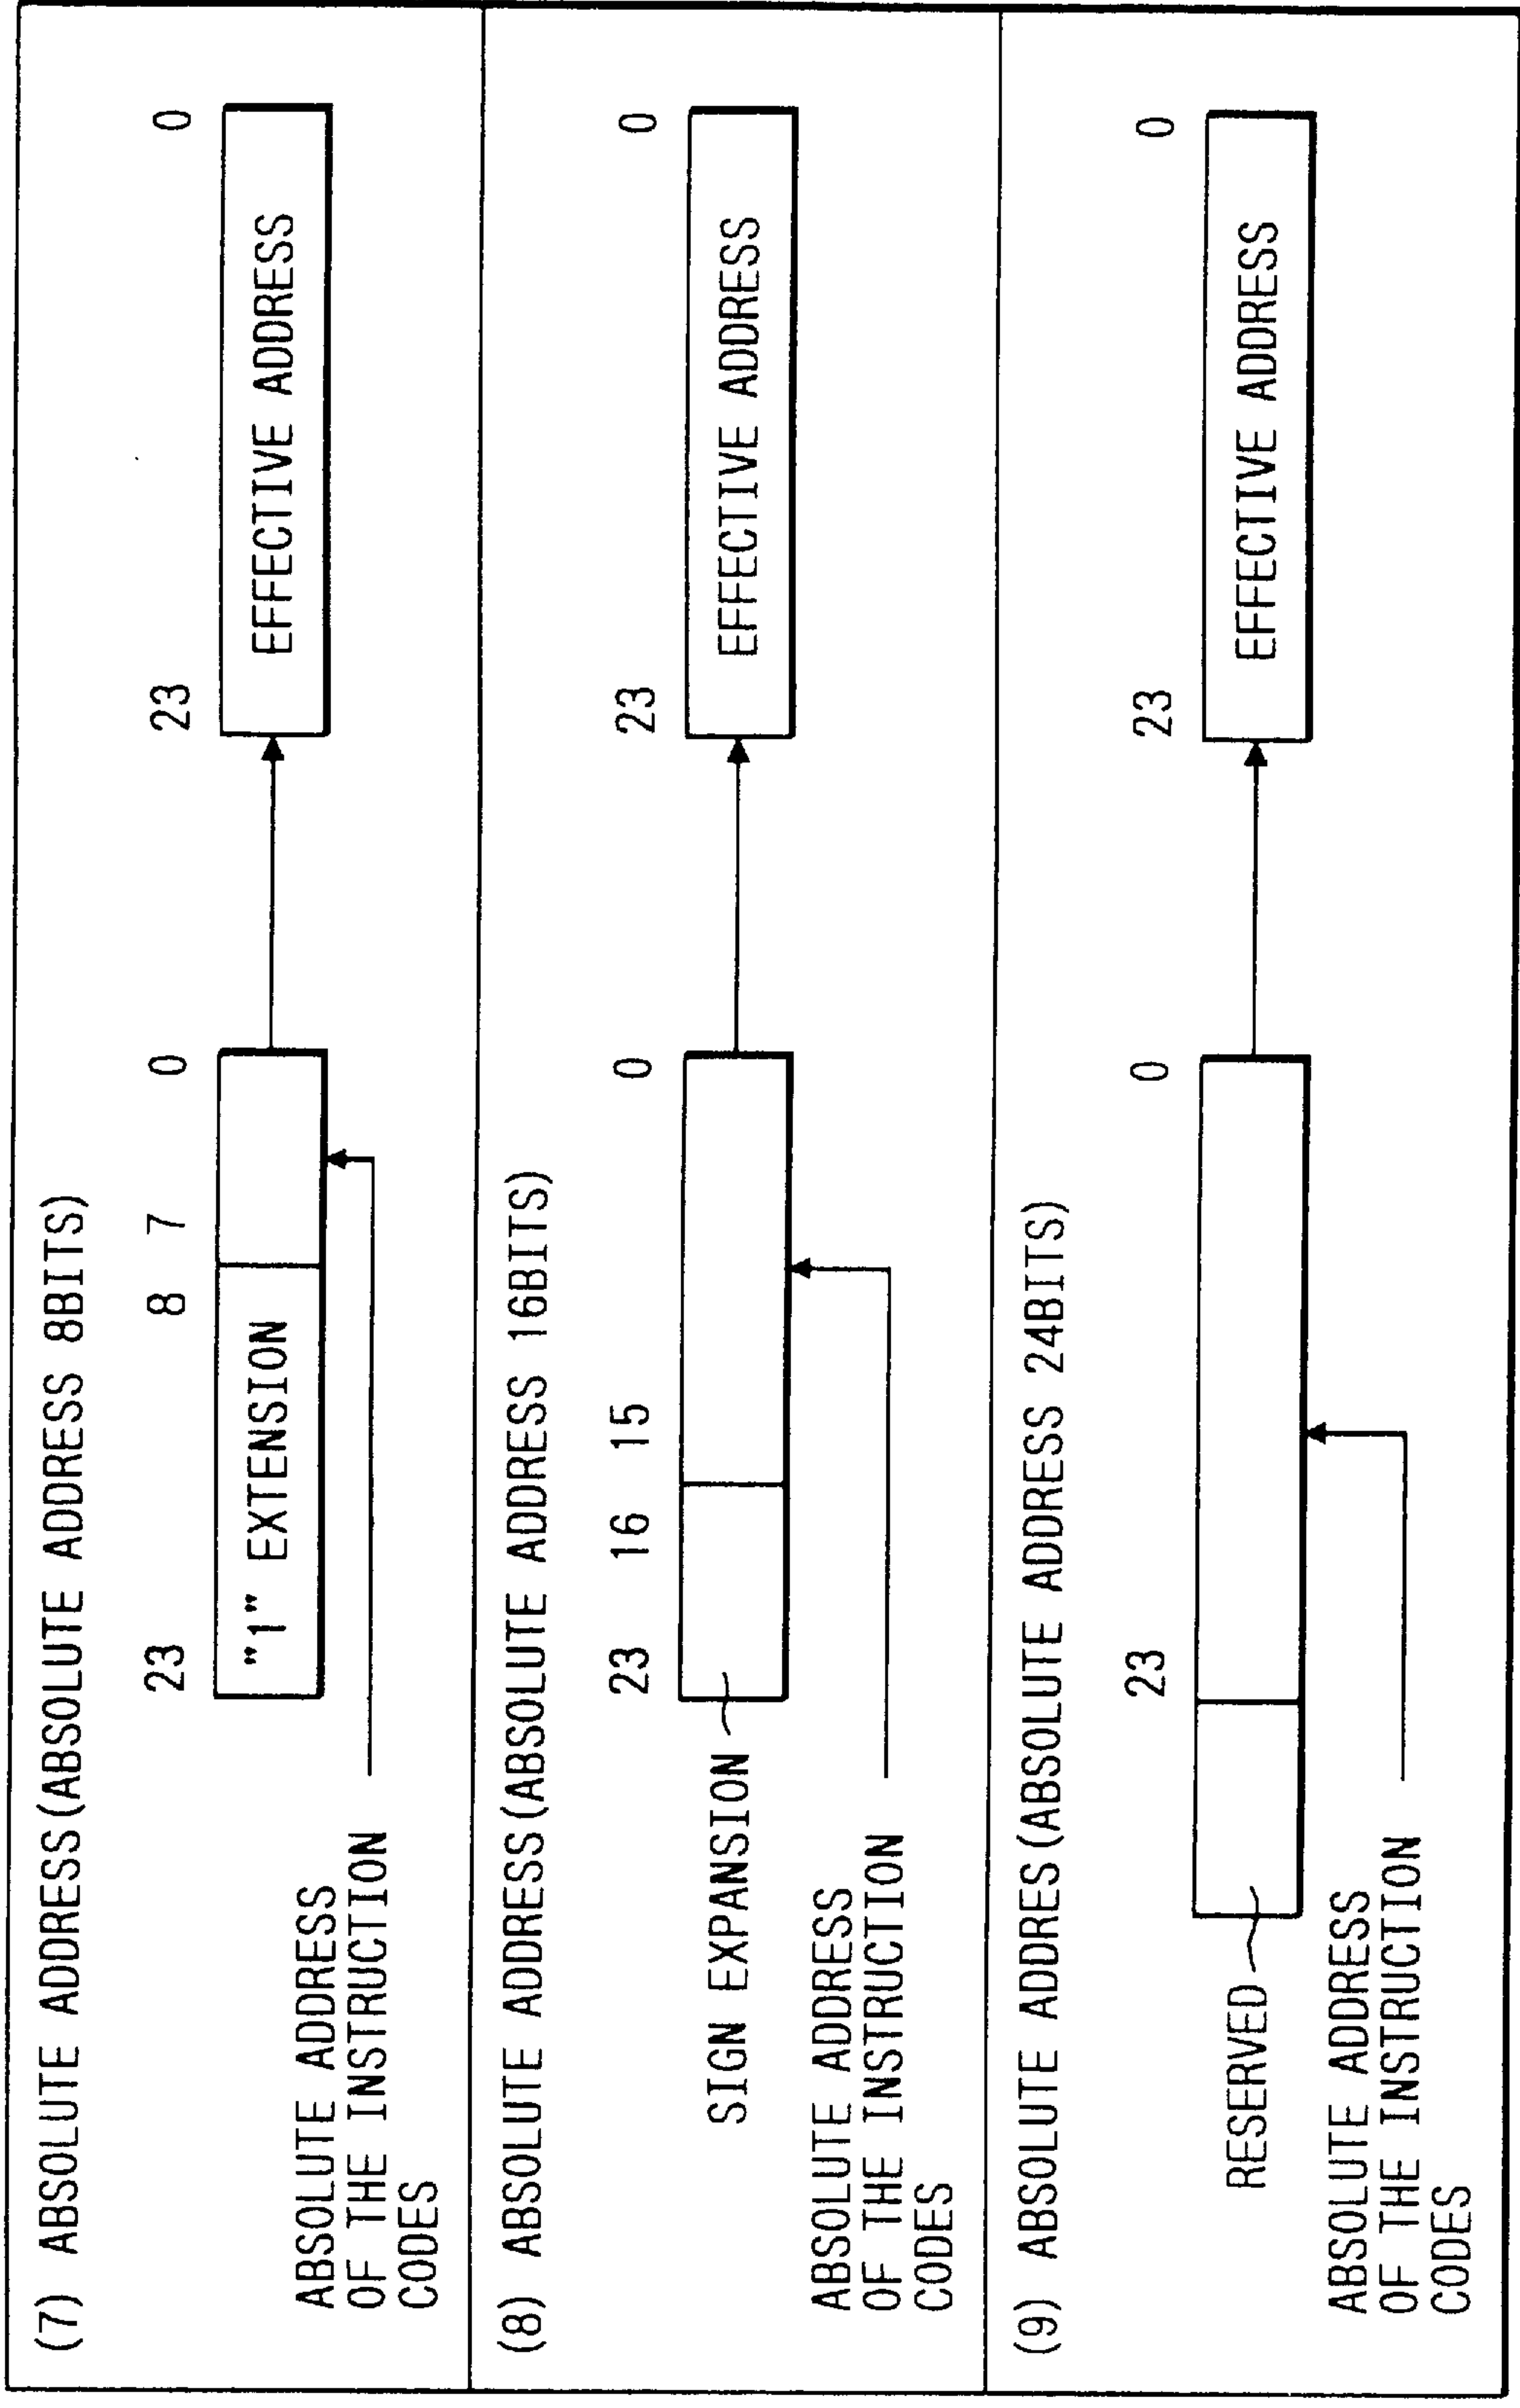 (7) ABSOLUTE ADDRESS(ABSOLUTE ADDRESS 8BITS)
23 8 7 0 23 0
"1" EXTENSION
EFFECTIVE ADDRESS
ABSOLUTE ADDRESS
OF THE INSTRUCTION
CODES
(8) ABSOLUTE ADDRESS(ABSOLUTE ADDRESS 16BITS)
23 16 15 0 23 0
SIGN EXPANSION
EFFECTIVE ADDRESS
ABSOLUTE ADDRESS
OF THE INSTRUCTION
CODES
(9) ABSOLUTE ADDRES(ABSOLUTE ADDRESS 24BITS)
23 0 23 0
RESERVED
EFFECTIVE ADDRESS
ABSOLUTE ADDRESS
OF THE INSTRUCTION
CODES